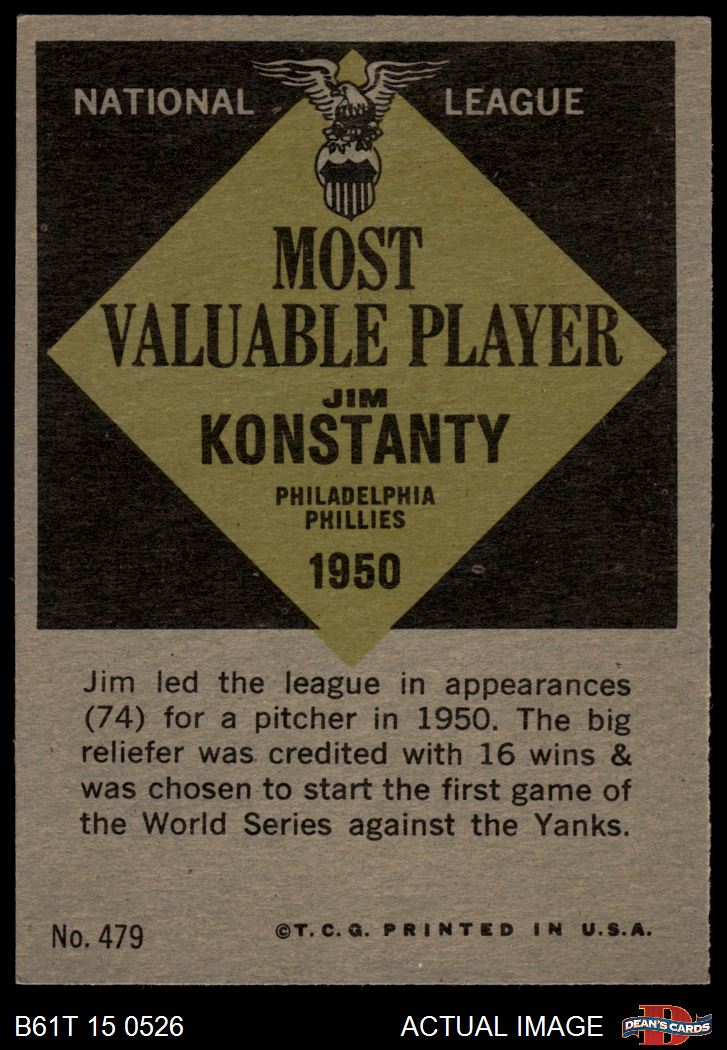 NATIONAL LEAGUE
MOST
VALUABLE PLAYER
JIM
KONSTANTY
PHILADELPHIA
PHILLIES
1950
Jim led the league in appearances
(74) for a pitcher in 1950. The big
reliefer was credited with 16 wins &
was chosen to start the first game of
the World Series against the Yanks.
No. 479 ©T.C.G. PRINTED IN U.S.A.
B61T 15 0526 ACTUAL IMAGE D DEAN'S CARDS